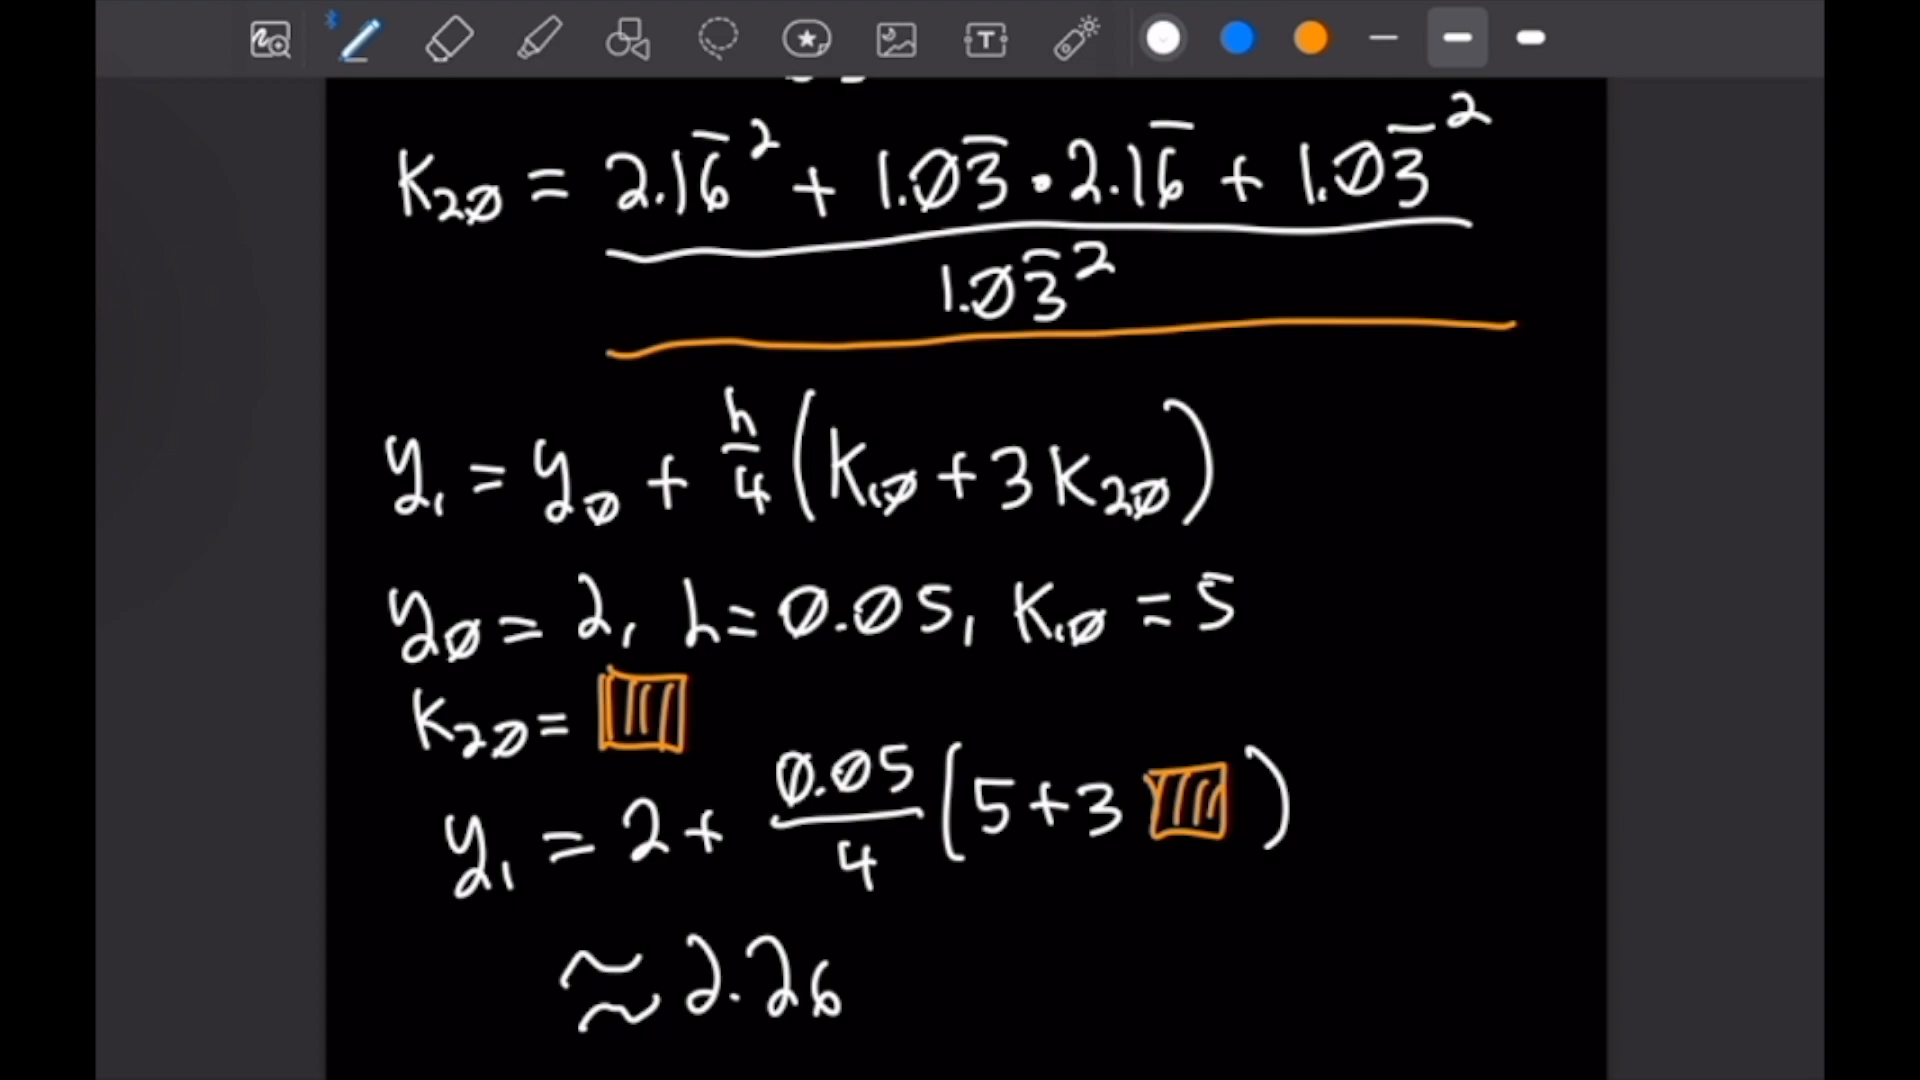 K₂₀ = 2.16̅² + 1.03̅ · 2.16̅ + 1.03̅²
1.03̅²
y₁ = y₀ + h/4 (K₁₀ + 3K₂₀)
y₀ = 2, h = 0.05, K₁₀ = 5
K₂₀ =
y₁ = 2 + 0.05/4 (5 + 3 )
≈ 2.26